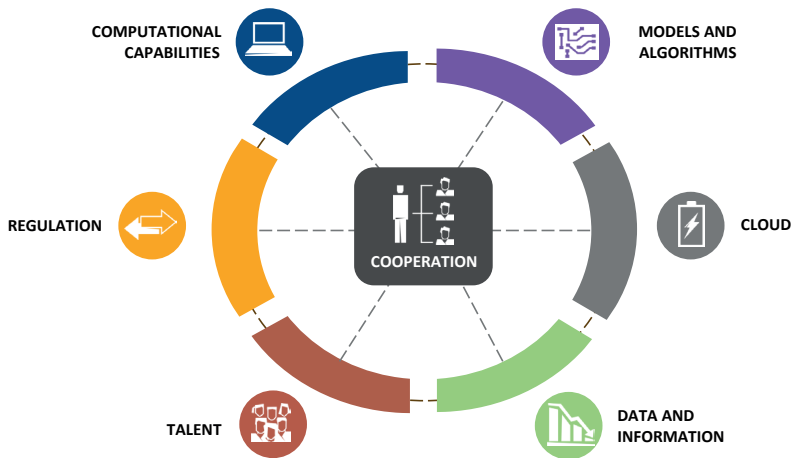 COMPUTATIONAL
CAPABILITIES
MODELS AND
ALGORITHMS
REGULATION
COOPERATION
CLOUD
TALENT
DATA AND
INFORMATION